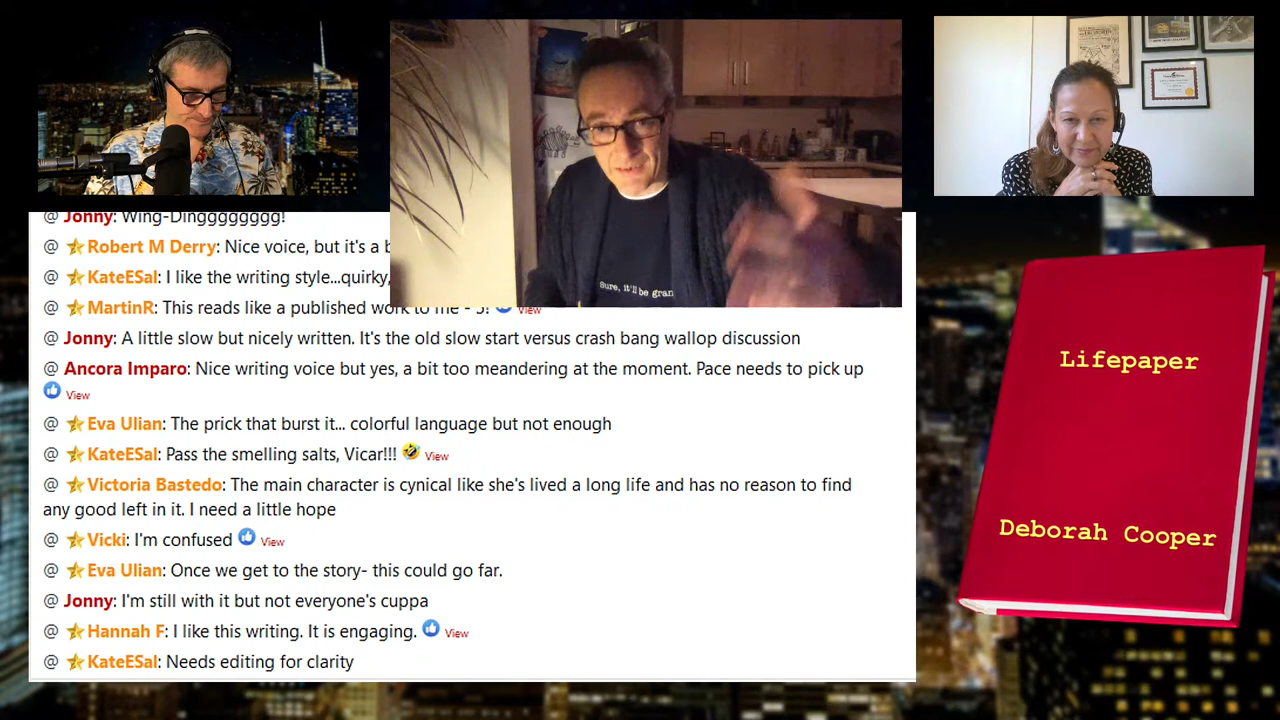 Sure, it'll be gran
@ Jonny: Wing-Dinggggggg!
@ Robert M Derry: Nice voice, but it's a b
@ KateESal: I like the writing style...quirky,
@ MartinR: This reads like a published work to me - 5! View
@ Jonny: A little slow but nicely written. It's the old slow start versus crash bang wallop discussion
@ Ancora Imparo: Nice writing voice but yes, a bit too meandering at the moment. Pace needs to pick up
View
@ Eva Ulian: The prick that burst it... colorful language but not enough
@ KateESal: Pass the smelling salts, Vicar!!! 🤣 View
@ Victoria Bastedo: The main character is cynical like she's lived a long life and has no reason to find
any good left in it. I need a little hope
@ Vicki: I'm confused View
@ Eva Ulian: Once we get to the story- this could go far.
@ Jonny: I'm still with it but not everyone's cuppa
@ Hannah F: I like this writing. It is engaging. View
@ KateESal: Needs editing for clarity
Lifepaper
Deborah Cooper